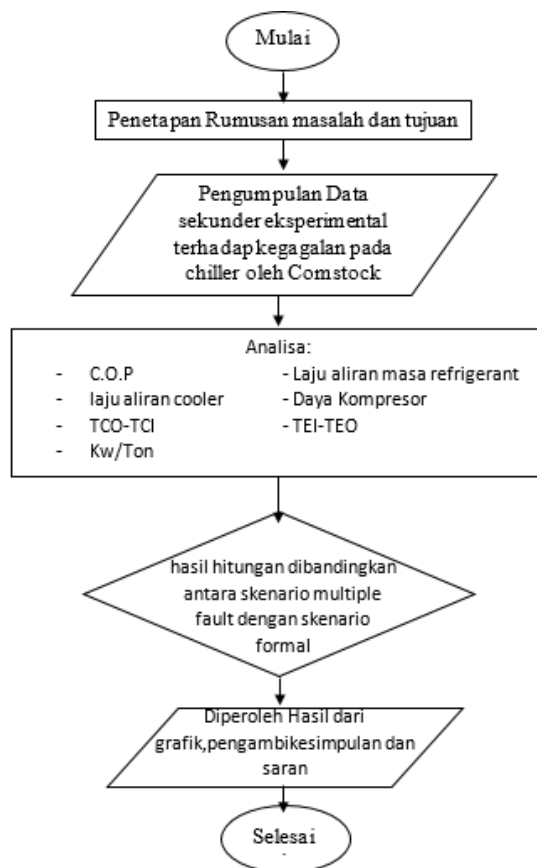 Mulai
Penetapan Rumusan masalah dan tujuan
Pengumpulan Data
sekunder eksperimental
terhadap kegagalan pada
chiller oleh Comstock
Analisa:
- C.O.P
- laju aliran cooler
- TCO-TCI
- Kw/Ton
- Laju aliran masa refrigerant
- Daya Kompresor
- TEI-TEO
hasil hitungan dibandingkan
antara skenario multiple
fault dengan skenario
formal
Diperoleh Hasil dari
grafik,pengambikesimpulan dan
saran
Selesai